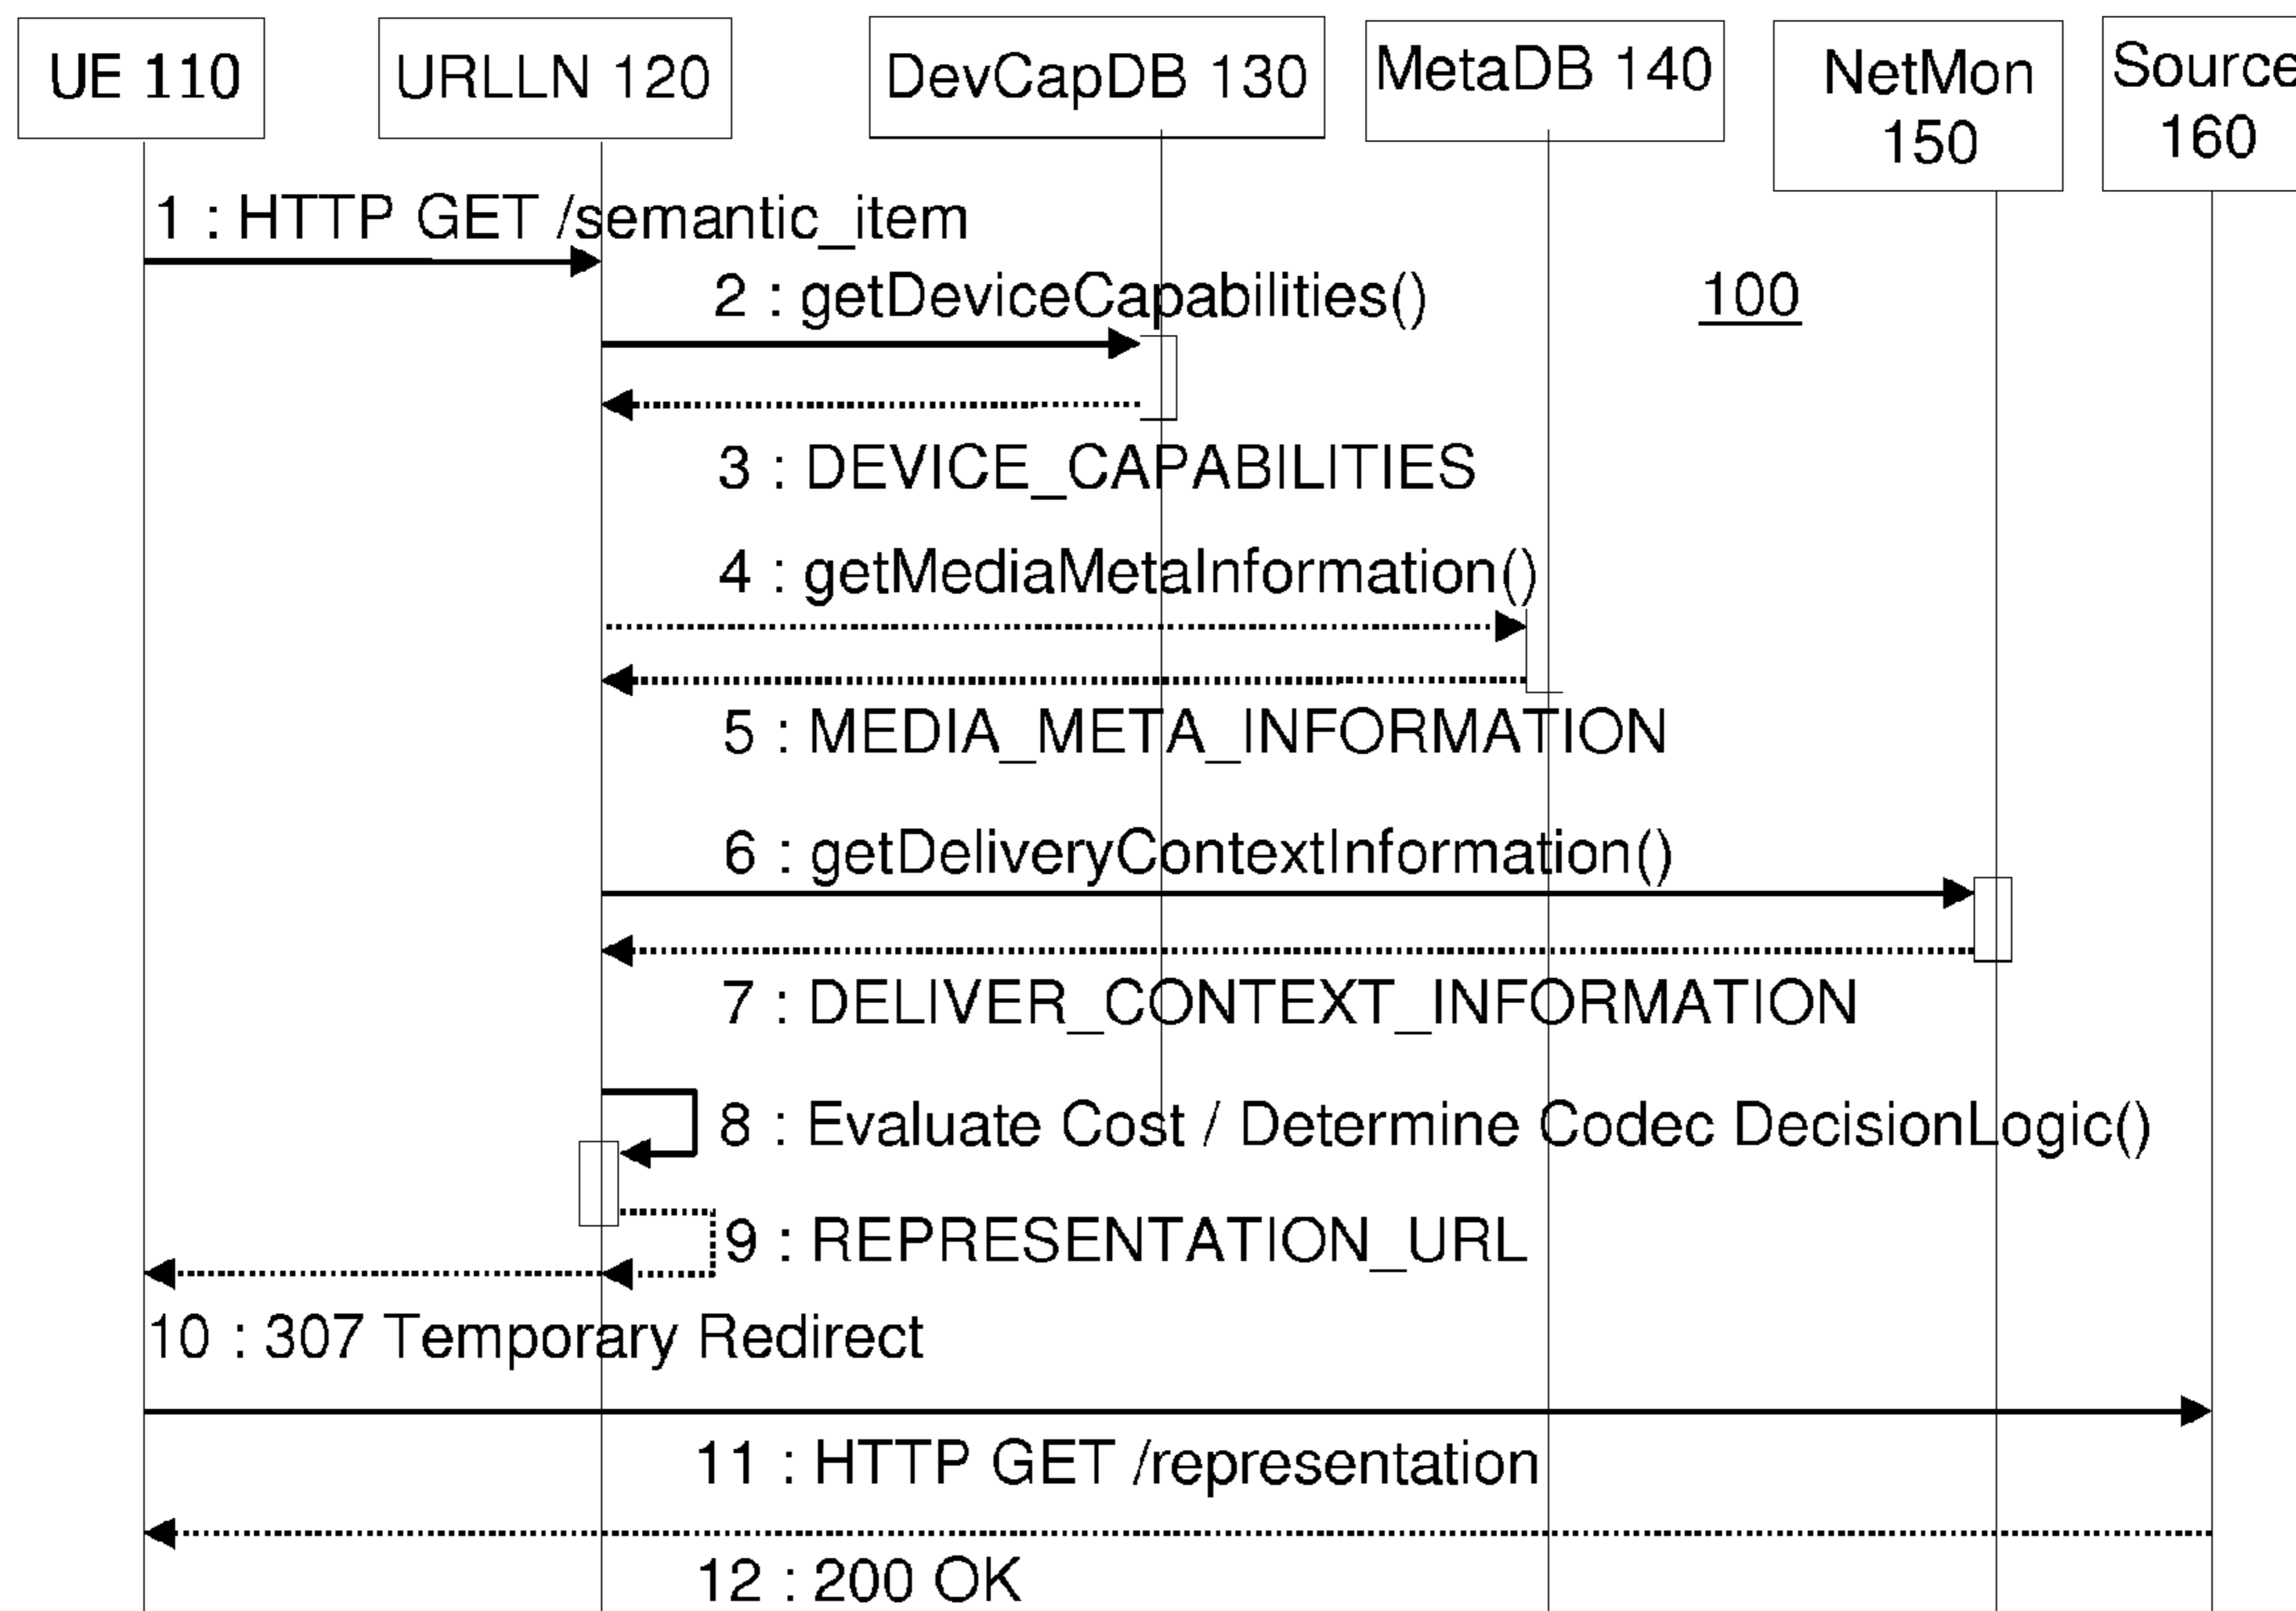 UE 110
URLLN 120
DevCapDB 130
MetaDB 140
NetMon
150
Source
160
1 : HTTP GET /semantic_item
2 : getDeviceCapabilities()
100
3 : DEVICE_CAPABILITIES
4 : getMediaMetaInformation()
5 : MEDIA_META_INFORMATION
6 : getDeliveryContextInformation()
7 : DELIVER_CONTEXT_INFORMATION
8 : Evaluate Cost / Determine Codec DecisionLogic()
9 : REPRESENTATION_URL
10 : 307 Temporary Redirect
11 : HTTP GET /representation
12 : 200 OK